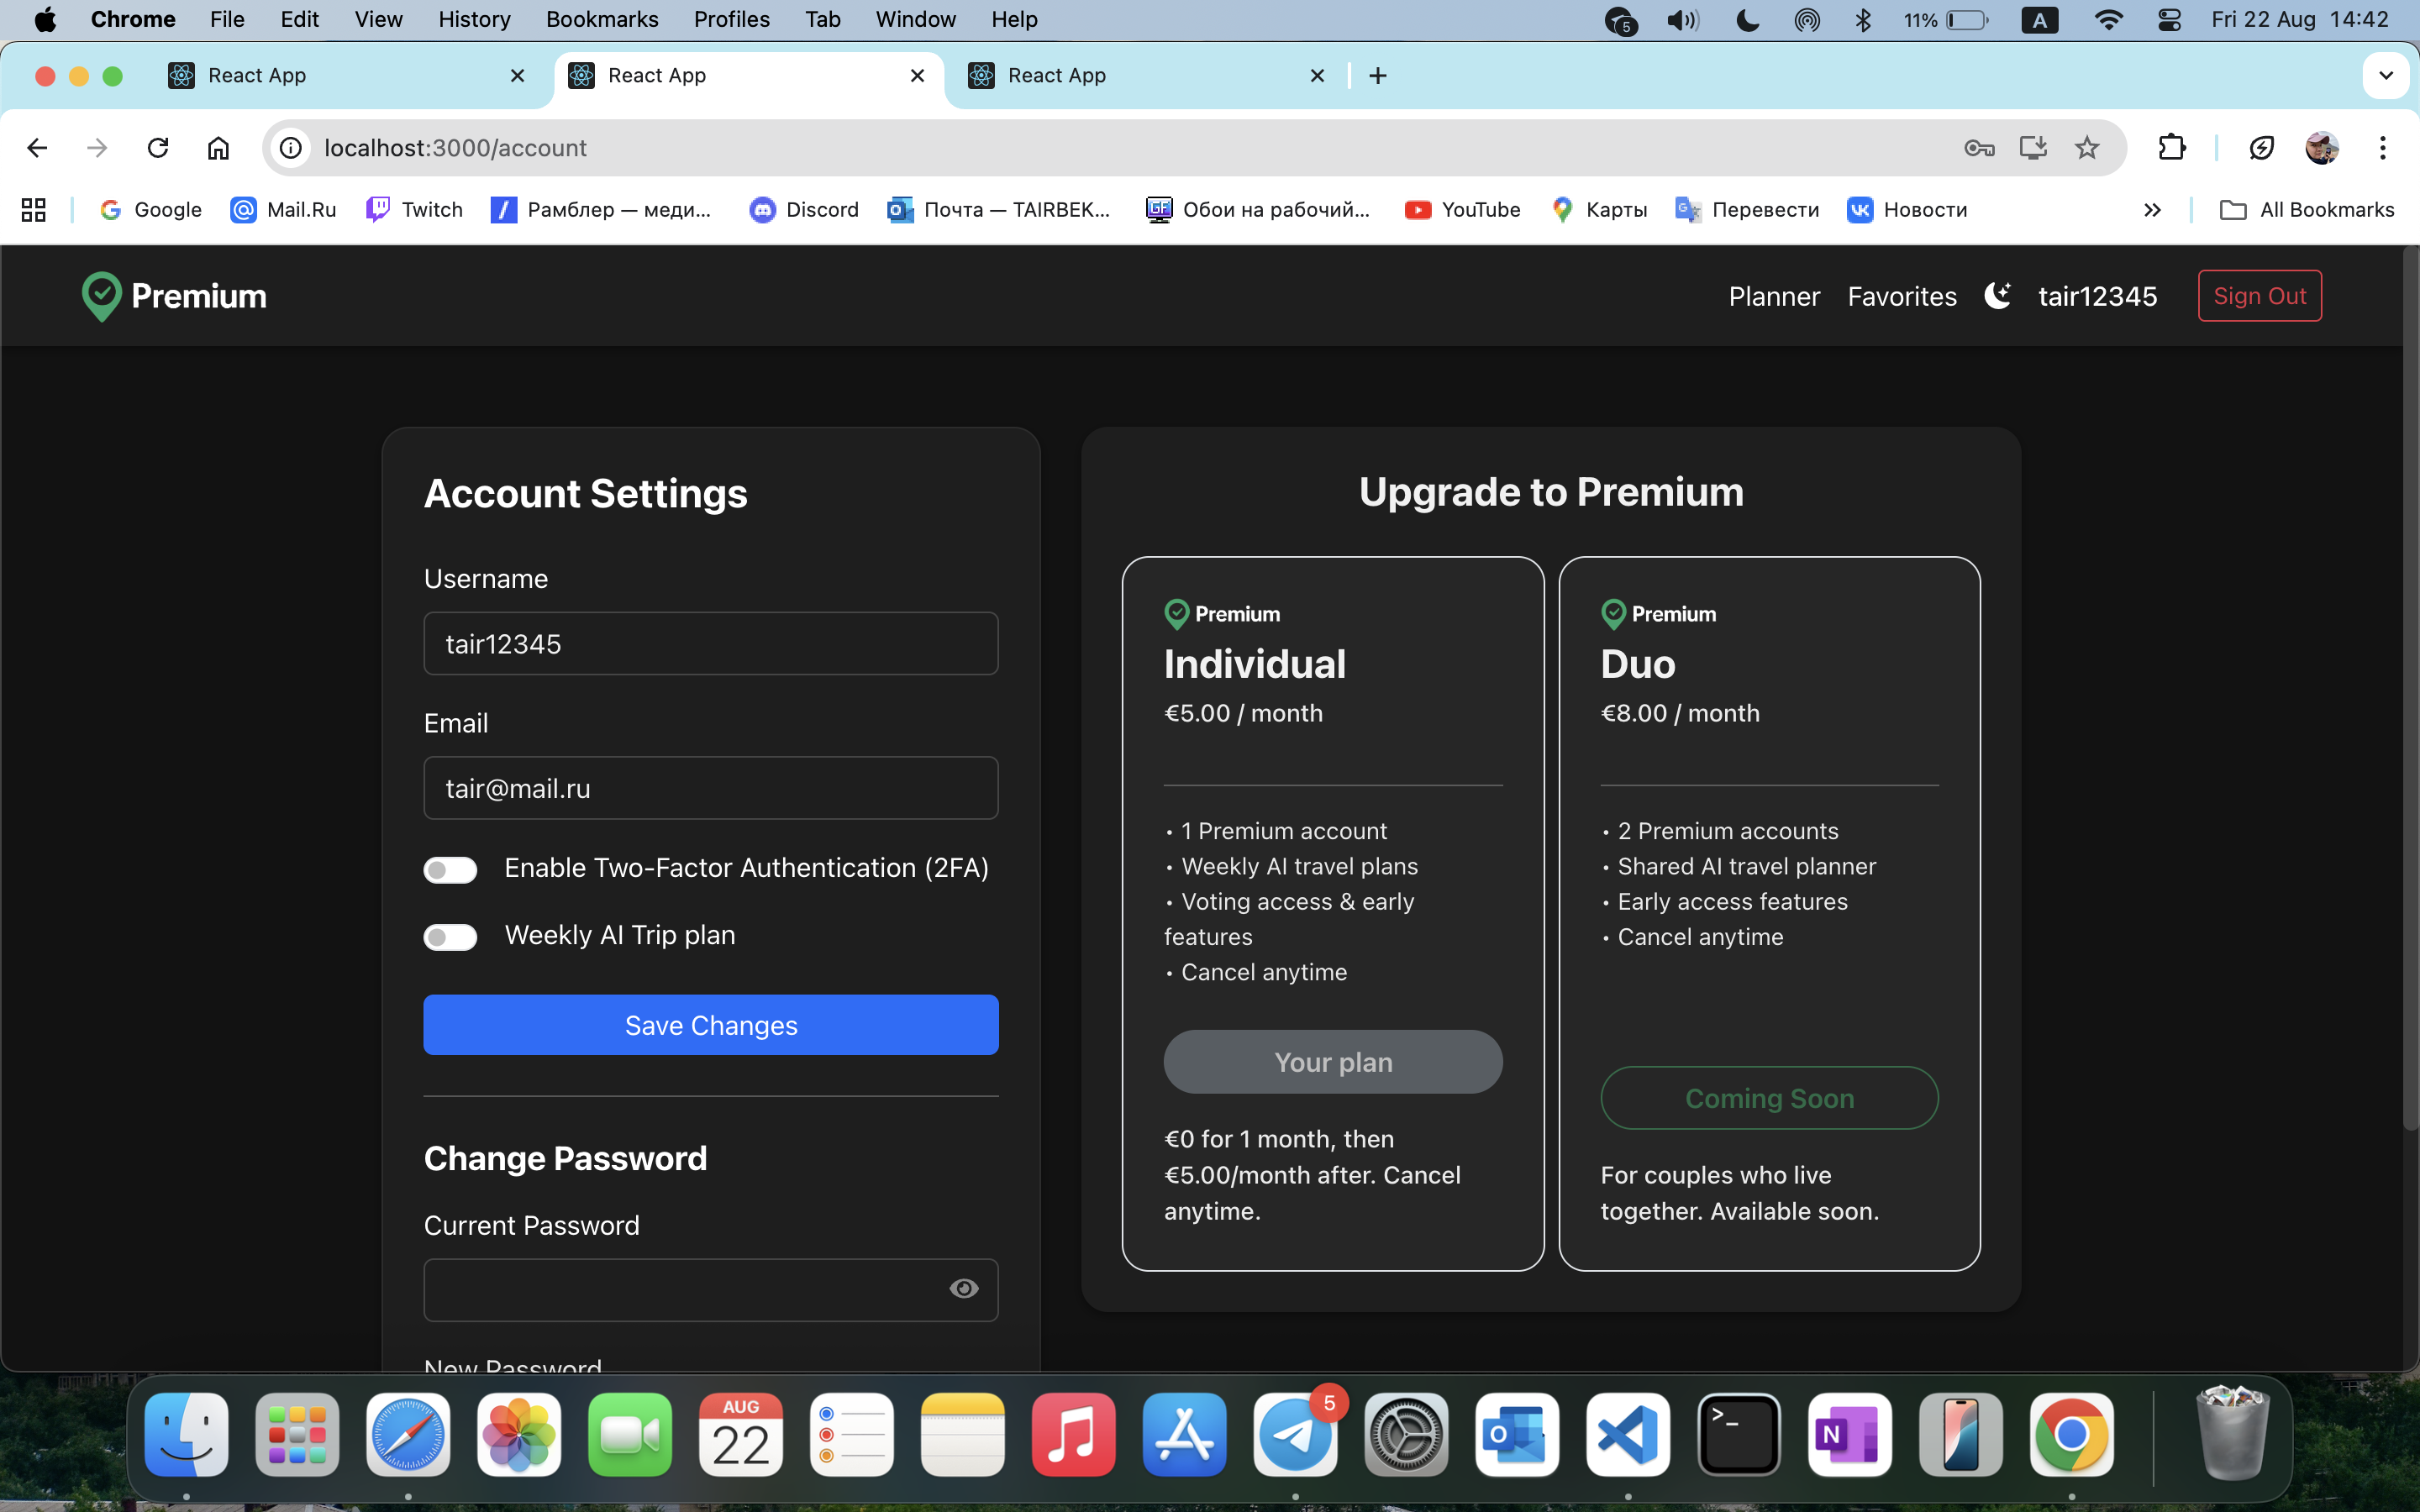 Chrome File Edit View History Bookmarks Profiles Tab Window Help 5 11% A Fri 22 Aug 14:42
React App React App React App
localhost:3000/account
Google Mail.Ru Twitch Рамблер — меди... Discord Почта — TAIRBEK... Обои на рабочий... YouTube Карты Перевести Новости All Bookmarks
Premium Planner Favorites tair12345 Sign Out
Account Settings
Username
tair12345
Email
tair@mail.ru
Enable Two-Factor Authentication (2FA)
Weekly AI Trip plan
Save Changes
Change Password
Current Password
New Password
Upgrade to Premium
Premium
Individual
€5.00 / month
• 1 Premium account
• Weekly AI travel plans
• Voting access & early
features
• Cancel anytime
Your plan
€0 for 1 month, then
€5.00/month after. Cancel
anytime.
Premium
Duo
€8.00 / month
• 2 Premium accounts
• Shared AI travel planner
• Early access features
• Cancel anytime
Coming Soon
For couples who live
together. Available soon.
AUG
22
5